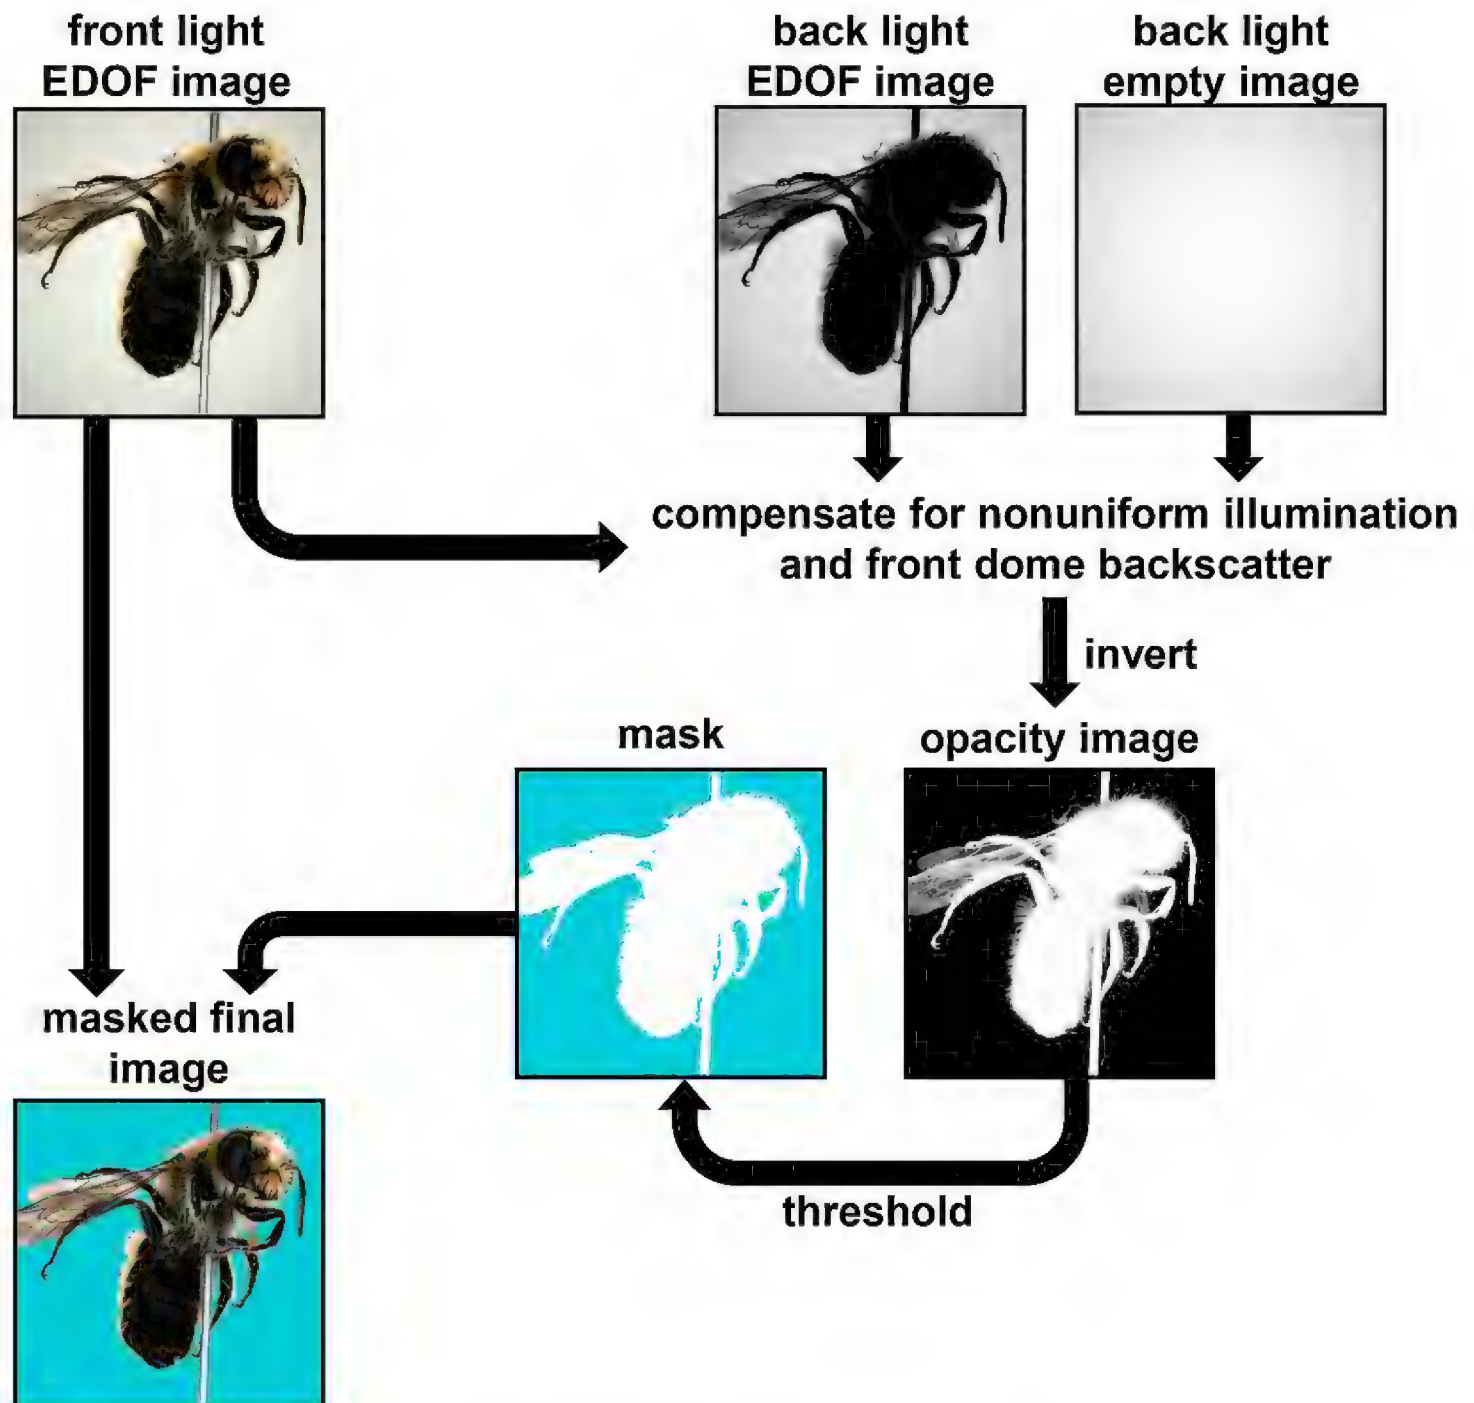 front light
EDOF image
back light
EDOF image
back light
empty image
compensate for nonuniform illumination
and front dome backscatter
invert
mask
opacity image
masked final
image
threshold